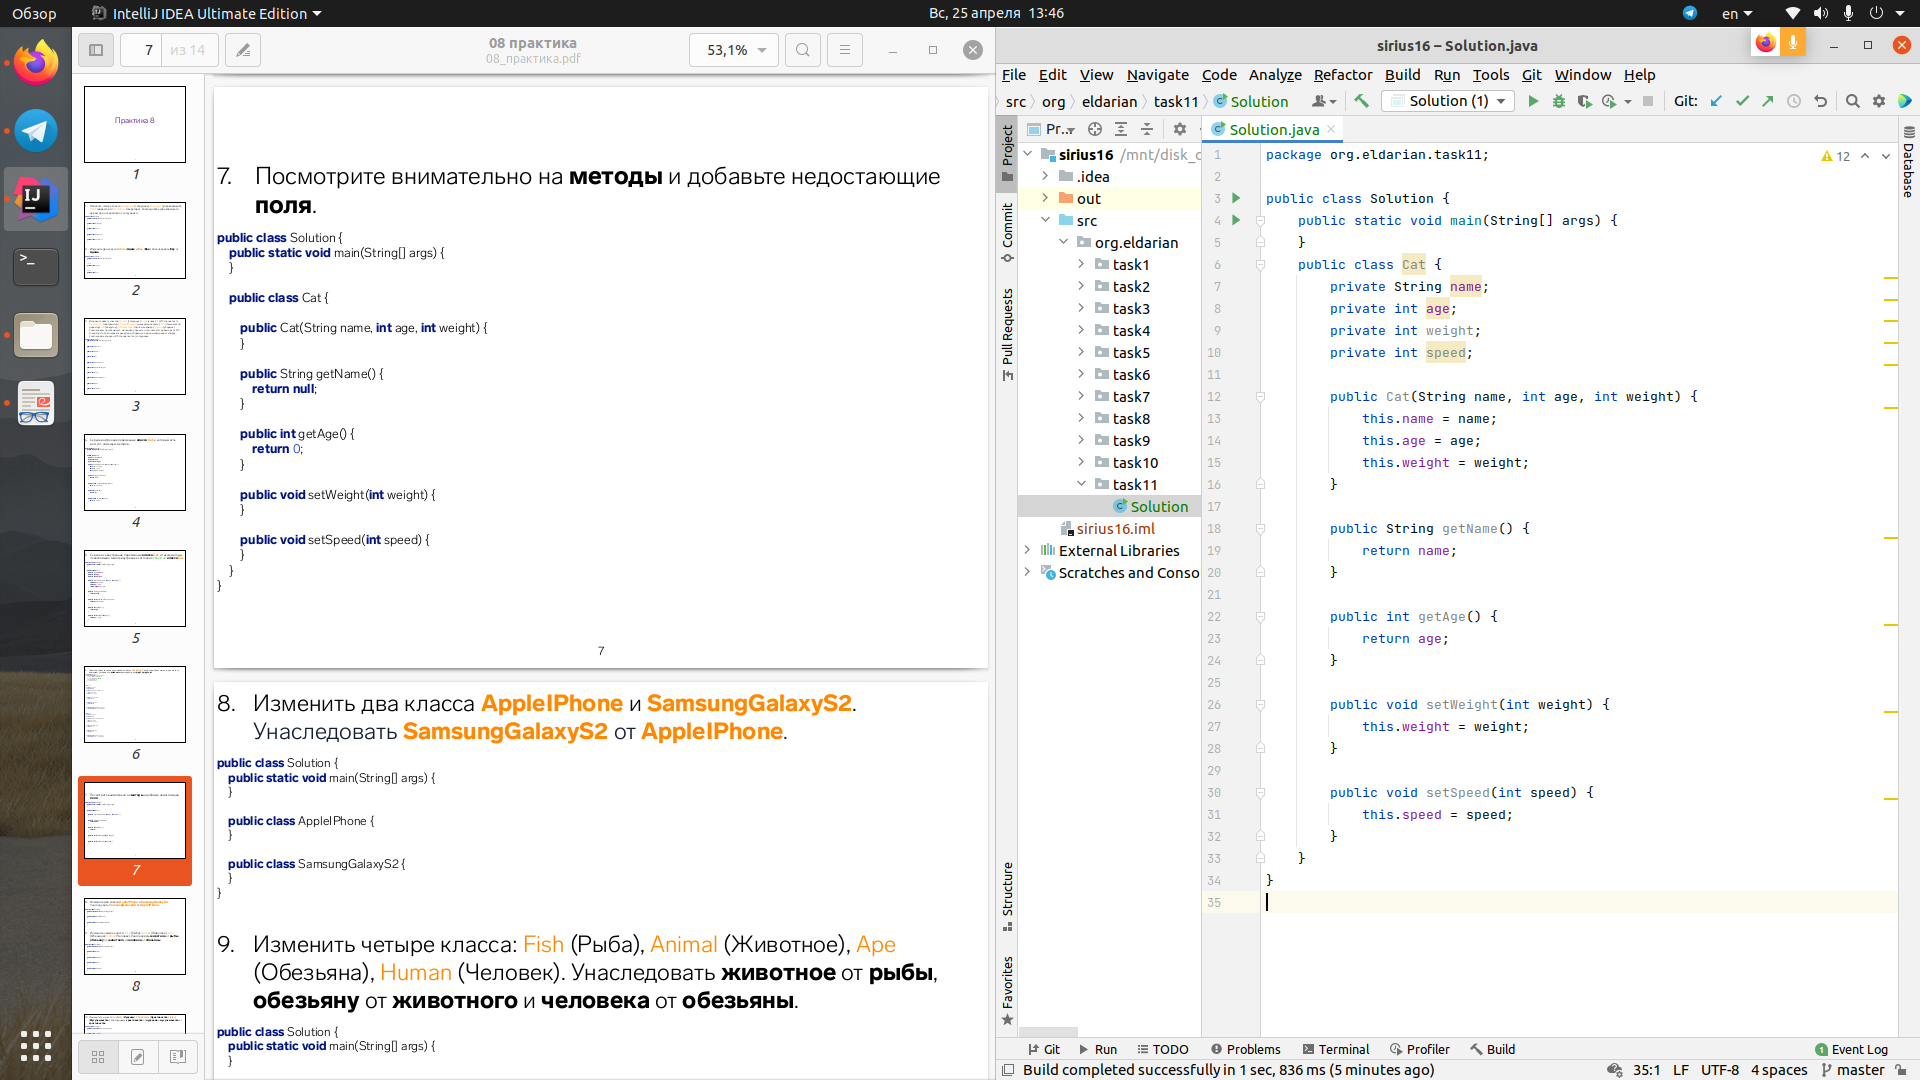 Обзор
IntelliJ IDEA Ultimate Edition
Вс, 25 апреля 13:46
en
7 из 14
08 практика
08_практика.pdf
53,1%
Практика 8
1
2
3
4
5
6
7
8
7. Посмотрите внимательно на методы и добавьте недостающие
поля.
public class Solution {
public static void main(String[] args) {
}
public class Cat {
public Cat(String name, int age, int weight) {
}
public String getName() {
return null;
}
public int getAge() {
return 0;
}
public void setWeight(int weight) {
}
public void setSpeed(int speed) {
}
}
}
7
8. Изменить два класса AppleIPhone и SamsungGalaxyS2.
Унаследовать SamsungGalaxyS2 от AppleIPhone.
public class Solution {
public static void main(String[] args) {
}
public class AppleIPhone {
}
public class SamsungGalaxyS2 {
}
}
9. Изменить четыре класса: Fish (Рыба), Animal (Животное), Ape
(Обезьяна), Human (Человек). Унаследовать животное от рыбы,
обезьяну от животного и человека от обезьяны.
public class Solution {
public static void main(String[] args) {
}
sirius16 – Solution.java
File Edit View Navigate Code Analyze Refactor Build Run Tools Git Window Help
src org eldarian task11 Solution
Solution (1)
Git:
Project
Commit
Pull Requests
Structure
Favorites
Database
Pr...
sirius16 /mnt/disk_d
.idea
out
src
org.eldarian
task1
task2
task3
task4
task5
task6
task7
task8
task9
task10
task11
Solution
sirius16.iml
External Libraries
Scratches and Conso
Solution.java
12
1 package org.eldarian.task11;
2
3 public class Solution {
4 public static void main(String[] args) {
5 }
6 public class Cat {
7 private String name;
8 private int age;
9 private int weight;
10 private int speed;
11
12 public Cat(String name, int age, int weight) {
13 this.name = name;
14 this.age = age;
15 this.weight = weight;
16 }
17
18 public String getName() {
19 return name;
20 }
21
22 public int getAge() {
23 return age;
24 }
25
26 public void setWeight(int weight) {
27 this.weight = weight;
28 }
29
30 public void setSpeed(int speed) {
31 this.speed = speed;
32 }
33 }
34 }
35
Git Run TODO Problems Terminal Profiler Build
1 Event Log
Build completed successfully in 1 sec, 836 ms (5 minutes ago)
35:1 LF UTF-8 4 spaces master